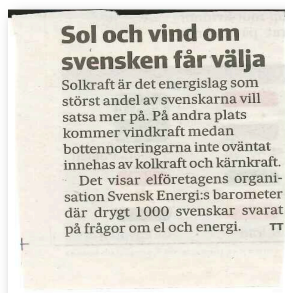 Sol och vind om
svensken får välja
Solkraft är det energislag som
störst andel av svenskarna vill
satsa mer på. På andra plats
kommer vindkraft medan
bottennoteringarna inte oväntat
innehas av kolkraft och kärnkraft.
Det visar elföretagens organi-
sation Svensk Energi:s barometer
där drygt 1000 svenskar svarat
på frågor om el och energi. TT